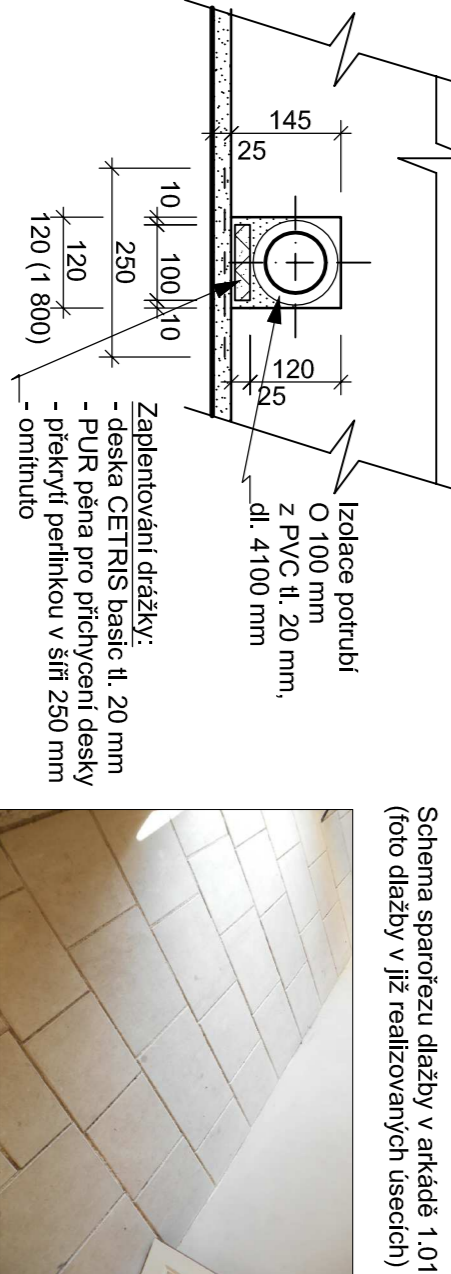 145
25
10
100
10
250
120
120 (1 800)
120
25
Izolace potrubí
O 100 mm
z PVC tl. 20 mm,
dl. 4100 mm
Zaplentování drážky:
- deska CETRIS basic tl. 20 mm
- PUR pěna pro přichycení desky
- překrytí perlinkou v šíři 250 mm
- omítnuto
Schema spařořezu dlažby v arkádě 1.01
(foto dlažby v již realizovaných úsecích)